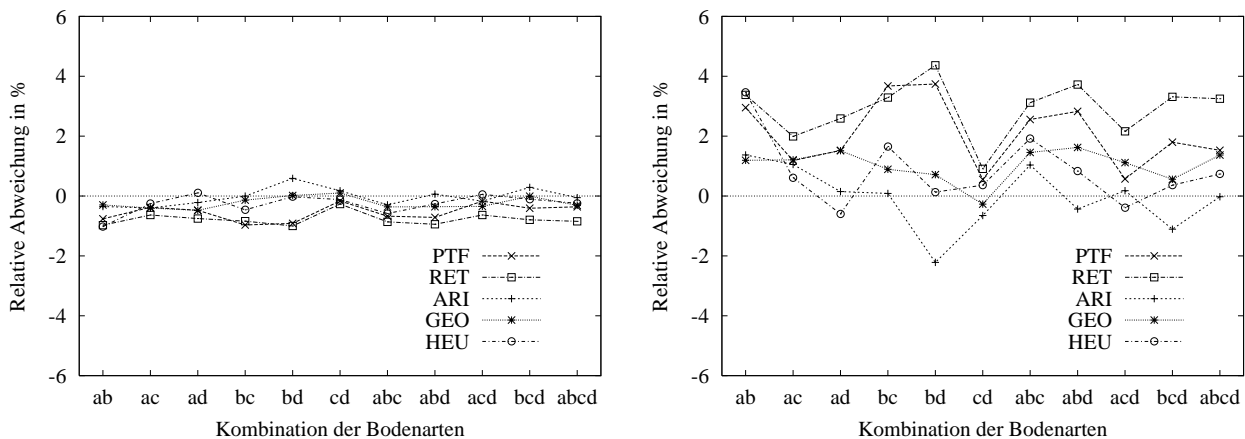 6
4
2
0
-2
-4
-6
Relative Abweichung in %
PTF
RET
ARI
GEO
HEU
ab ac ad bc bd cd abc abd acd bcd abcd
Kombination der Bodenarten
6
4
2
0
-2
-4
-6
Relative Abweichung in %
PTF
RET
ARI
GEO
HEU
ab ac ad bc bd cd abc abd acd bcd abcd
Kombination der Bodenarten